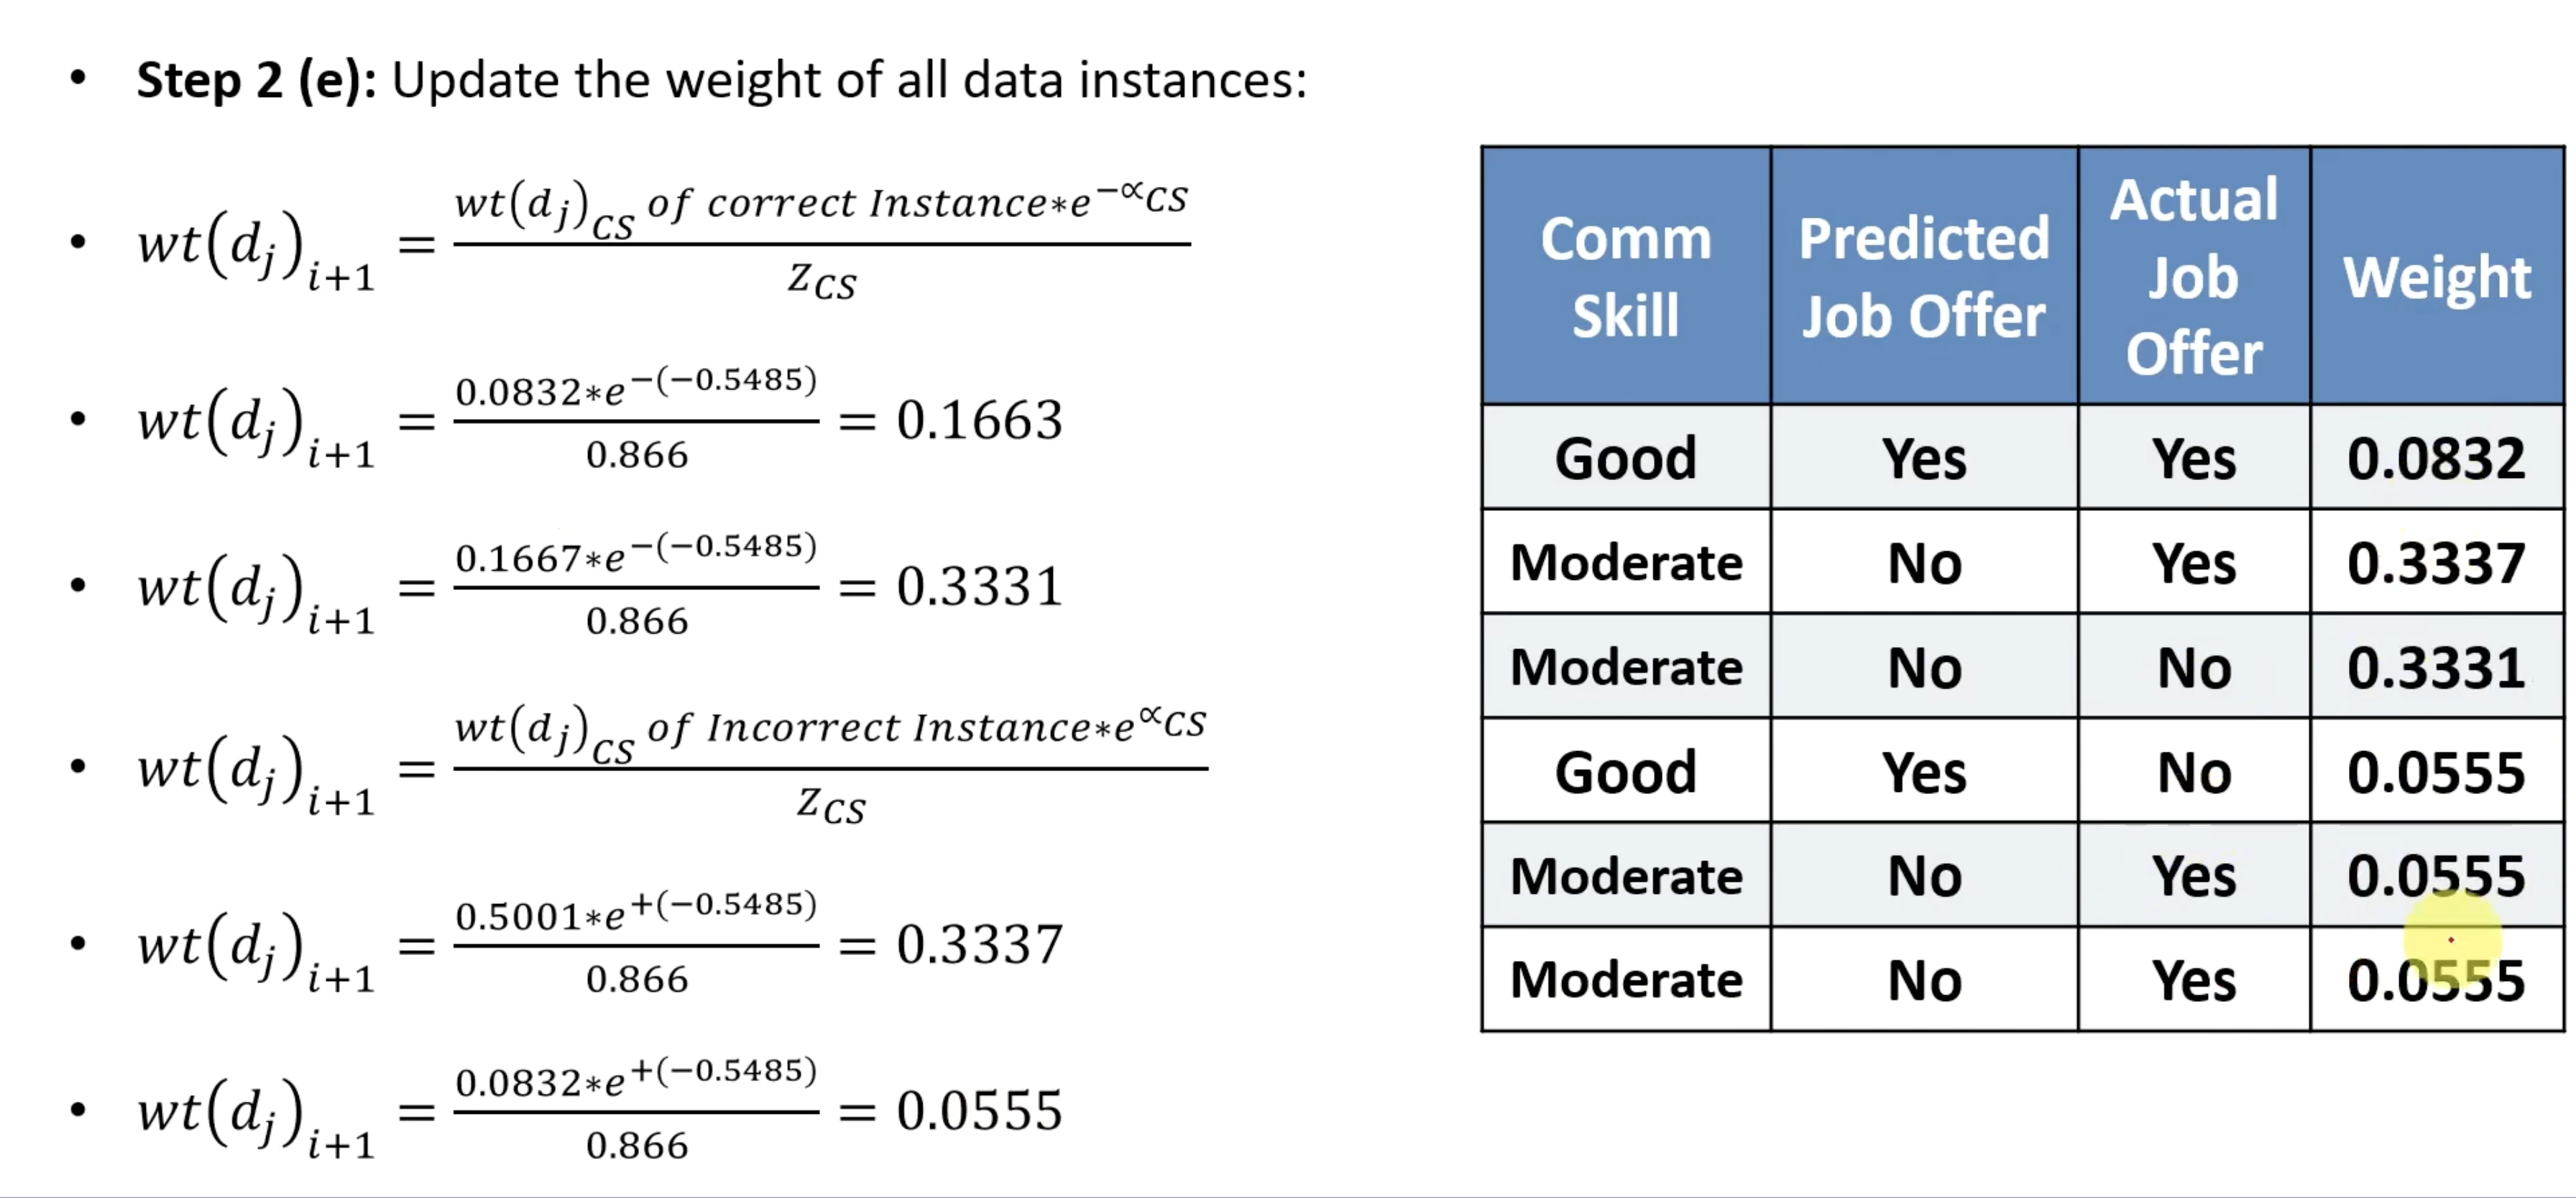 • Step 2 (e): Update the weight of all data instances:
• wt(d_j)_{i+1} = \frac{wt(d_j)_{CS} of correct Instance*e^{-∝CS}}{Z_{CS}}
• wt(d_j)_{i+1} = \frac{0.0832*e^{-(-0.5485)}}{0.866} = 0.1663
• wt(d_j)_{i+1} = \frac{0.1667*e^{-(-0.5485)}}{0.866} = 0.3331
• wt(d_j)_{i+1} = \frac{wt(d_j)_{CS} of Incorrect Instance*e^{∝CS}}{Z_{CS}}
• wt(d_j)_{i+1} = \frac{0.5001*e^{+(-0.5485)}}{0.866} = 0.3337
• wt(d_j)_{i+1} = \frac{0.0832*e^{+(-0.5485)}}{0.866} = 0.0555
Comm Skill | Predicted Job Offer | Actual Job Offer | Weight
Good | Yes | Yes | 0.0832
Moderate | No | Yes | 0.3337
Moderate | No | No | 0.3331
Good | Yes | No | 0.0555
Moderate | No | Yes | 0.0555
Moderate | No | Yes | 0.0555